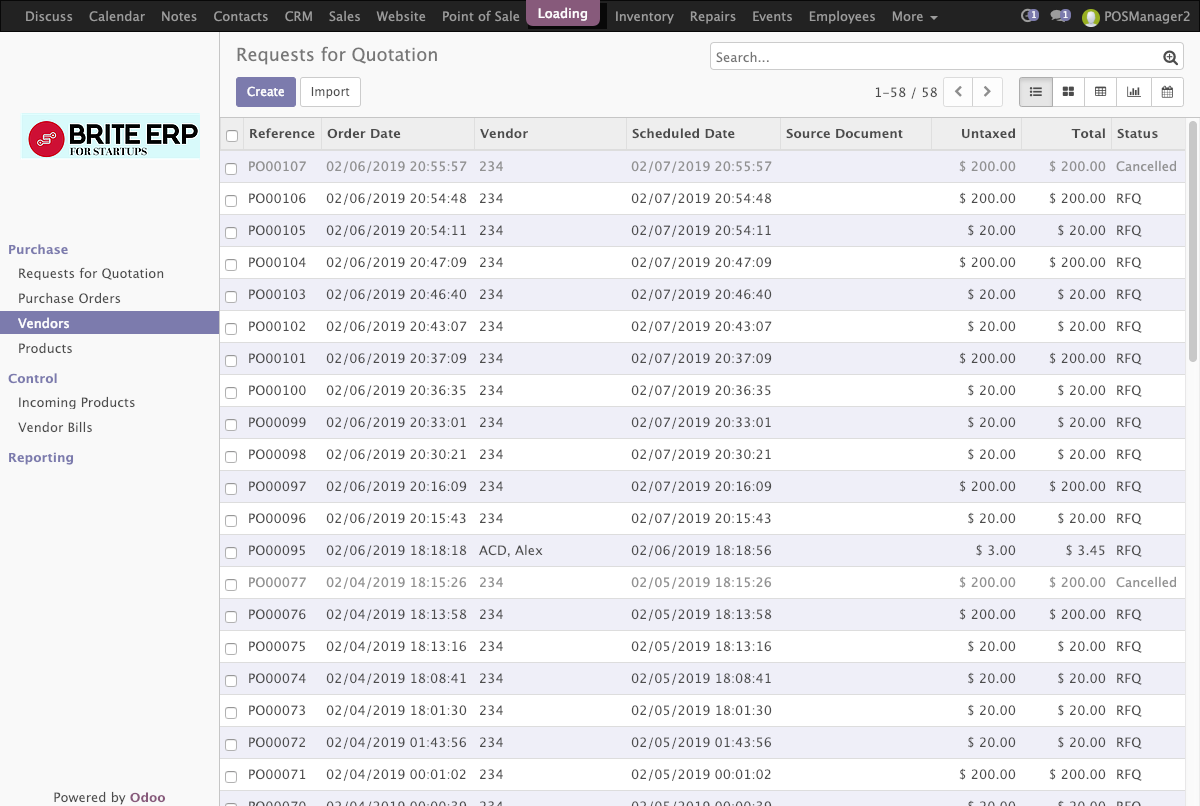 Discuss Calendar Notes Contacts CRM Sales Website Point of Sale Loading Inventory Repairs Events Employees More 1 1 POSManager2
Requests for Quotation
Search...
Create Import 1-58 / 58
BRITE ERP
FOR STARTUPS
Purchase
Requests for Quotation
Purchase Orders
Vendors
Products
Control
Incoming Products
Vendor Bills
Reporting
Powered by Odoo
Reference Order Date Vendor Scheduled Date Source Document Untaxed Total Status
PO00107 02/06/2019 20:55:57 234 02/07/2019 20:55:57 $ 200.00 $ 200.00 Cancelled
PO00106 02/06/2019 20:54:48 234 02/07/2019 20:54:48 $ 200.00 $ 200.00 RFQ
PO00105 02/06/2019 20:54:11 234 02/07/2019 20:54:11 $ 20.00 $ 20.00 RFQ
PO00104 02/06/2019 20:47:09 234 02/07/2019 20:47:09 $ 200.00 $ 200.00 RFQ
PO00103 02/06/2019 20:46:40 234 02/07/2019 20:46:40 $ 20.00 $ 20.00 RFQ
PO00102 02/06/2019 20:43:07 234 02/07/2019 20:43:07 $ 20.00 $ 20.00 RFQ
PO00101 02/06/2019 20:37:09 234 02/07/2019 20:37:09 $ 200.00 $ 200.00 RFQ
PO00100 02/06/2019 20:36:35 234 02/07/2019 20:36:35 $ 20.00 $ 20.00 RFQ
PO00099 02/06/2019 20:33:01 234 02/07/2019 20:33:01 $ 20.00 $ 20.00 RFQ
PO00098 02/06/2019 20:30:21 234 02/07/2019 20:30:21 $ 20.00 $ 20.00 RFQ
PO00097 02/06/2019 20:16:09 234 02/07/2019 20:16:09 $ 200.00 $ 200.00 RFQ
PO00096 02/06/2019 20:15:43 234 02/07/2019 20:15:43 $ 20.00 $ 20.00 RFQ
PO00095 02/06/2019 18:18:18 ACD, Alex 02/06/2019 18:18:56 $ 3.00 $ 3.45 RFQ
PO00077 02/04/2019 18:15:26 234 02/05/2019 18:15:26 $ 200.00 $ 200.00 Cancelled
PO00076 02/04/2019 18:13:58 234 02/05/2019 18:13:58 $ 200.00 $ 200.00 RFQ
PO00075 02/04/2019 18:13:16 234 02/05/2019 18:13:16 $ 20.00 $ 20.00 RFQ
PO00074 02/04/2019 18:08:41 234 02/05/2019 18:08:41 $ 20.00 $ 20.00 RFQ
PO00073 02/04/2019 18:01:30 234 02/05/2019 18:01:30 $ 20.00 $ 20.00 RFQ
PO00072 02/04/2019 01:43:56 234 02/05/2019 01:43:56 $ 20.00 $ 20.00 RFQ
PO00071 02/04/2019 00:01:02 234 02/05/2019 00:01:02 $ 200.00 $ 200.00 RFQ
PO00070 02/04/2019 00:00:39 234 02/05/2019 00:00:39 $ 20.00 $ 20.00 RFQ